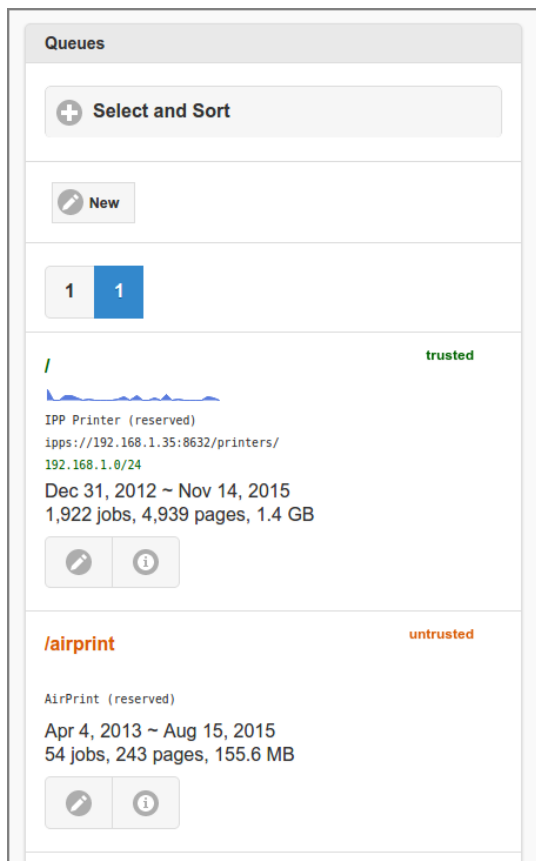 Queues
Select and Sort
New
1 1
/ trusted
IPP Printer (reserved)
ipps://192.168.1.35:8632/printers/
192.168.1.0/24
Dec 31, 2012 ~ Nov 14, 2015
1,922 jobs, 4,939 pages, 1.4 GB
/airprint untrusted
AirPrint (reserved)
Apr 4, 2013 ~ Aug 15, 2015
54 jobs, 243 pages, 155.6 MB